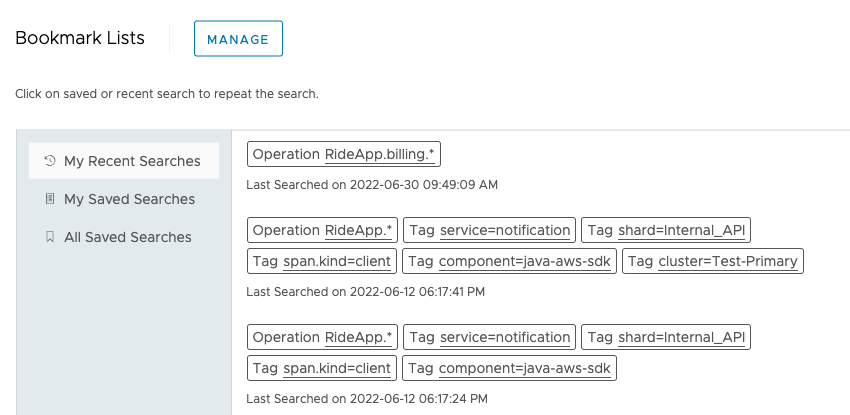 Bookmark Lists MANAGE
Click on saved or recent search to repeat the search.
My Recent Searches
My Saved Searches
All Saved Searches
Operation RideApp.billing.*
Last Searched on 2022-06-30 09:49:09 AM
Operation RideApp.* Tag service=notification Tag shard=Internal_API
Tag span.kind=client Tag component=java-aws-sdk Tag cluster=Test-Primary
Last Searched on 2022-06-12 06:17:41 PM
Operation RideApp.* Tag service=notification Tag shard=Internal_API
Tag span.kind=client Tag component=java-aws-sdk
Last Searched on 2022-06-12 06:17:24 PM